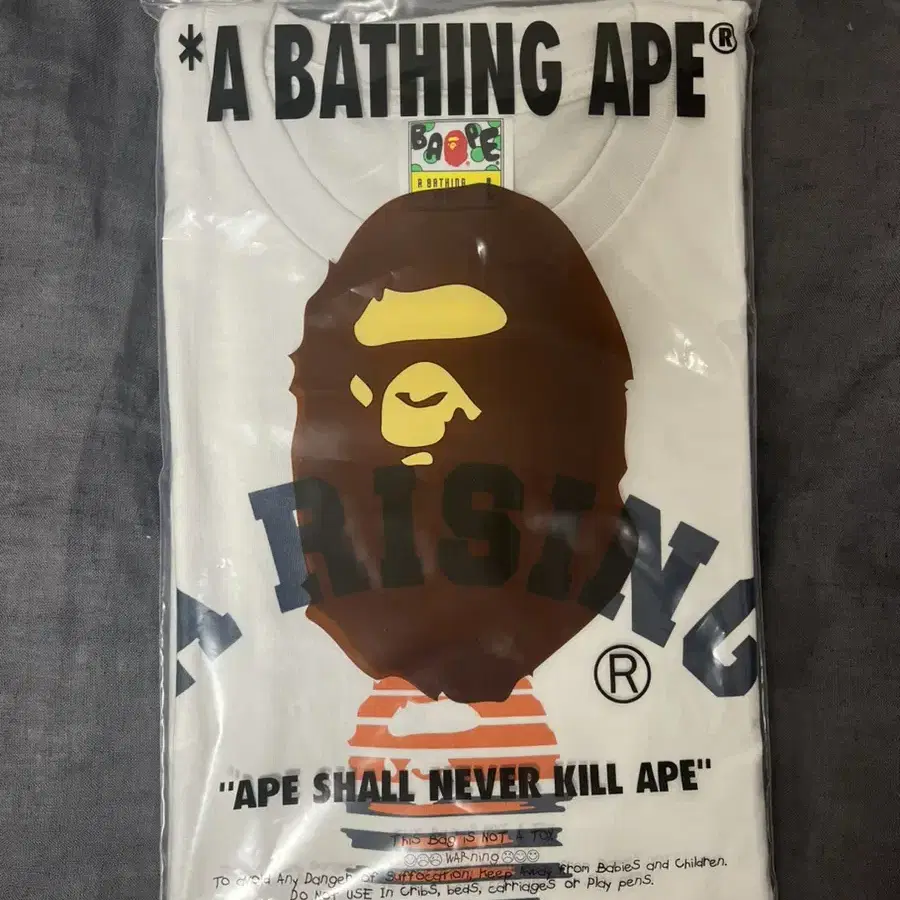 *A BATHING APE®
BAPE
A BATHING
A RISING
®
"APE SHALL NEVER KILL APE"
This Bag is NOT A Toy
WARning
To avoid Any Danger of Suffocation, Keep Away from Babies and Children.
DO NOT USE In Cribs, beds, carriages or Play pens.